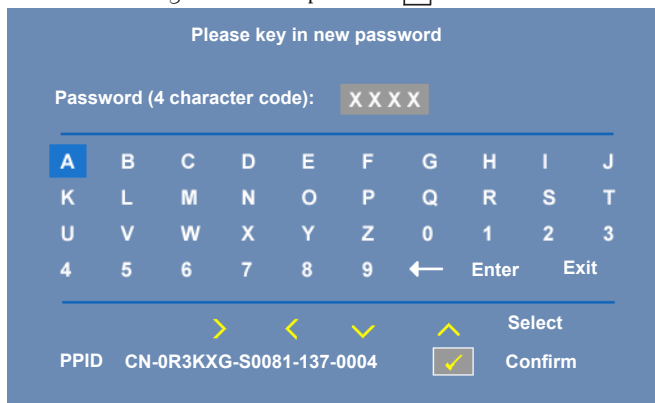 Please key in new password
Password (4 character code): X X X X
A B C D E F G H I J
K L M N O P Q R S T
U V W X Y Z 0 1 2 3
4 5 6 7 8 9 ← Enter Exit
Select
PPID CN-0R3KXG-S0081-137-0004 ✓ Confirm